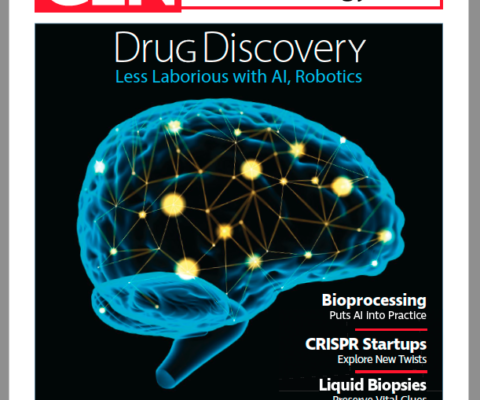 GEN
Drug Discovery
Less Laborious with AI, Robotics
Bioprocessing
Puts AI into Practice
CRISPR Startups
Explore New Twists
Liquid Biopsies
Preserve Vital Clues